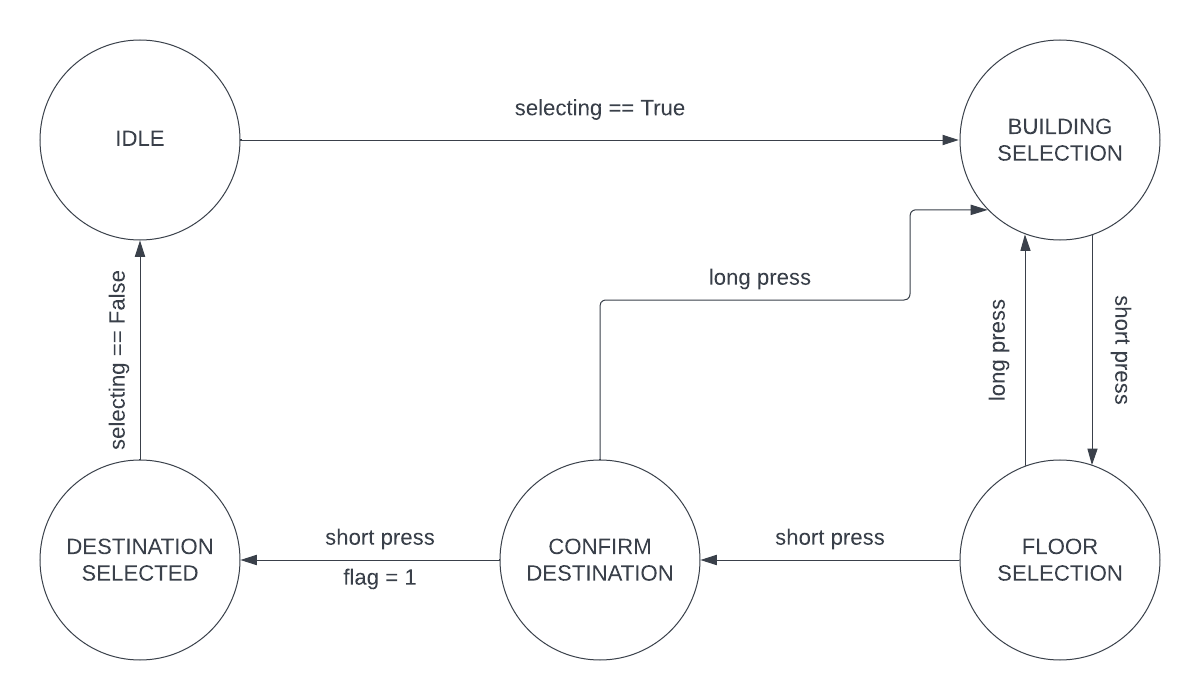 selecting == True
IDLE
BUILDING
SELECTION
long press
selecting == False
long press
short press
DESTINATION
SELECTED
short press
flag = 1
CONFIRM
DESTINATION
short press
FLOOR
SELECTION